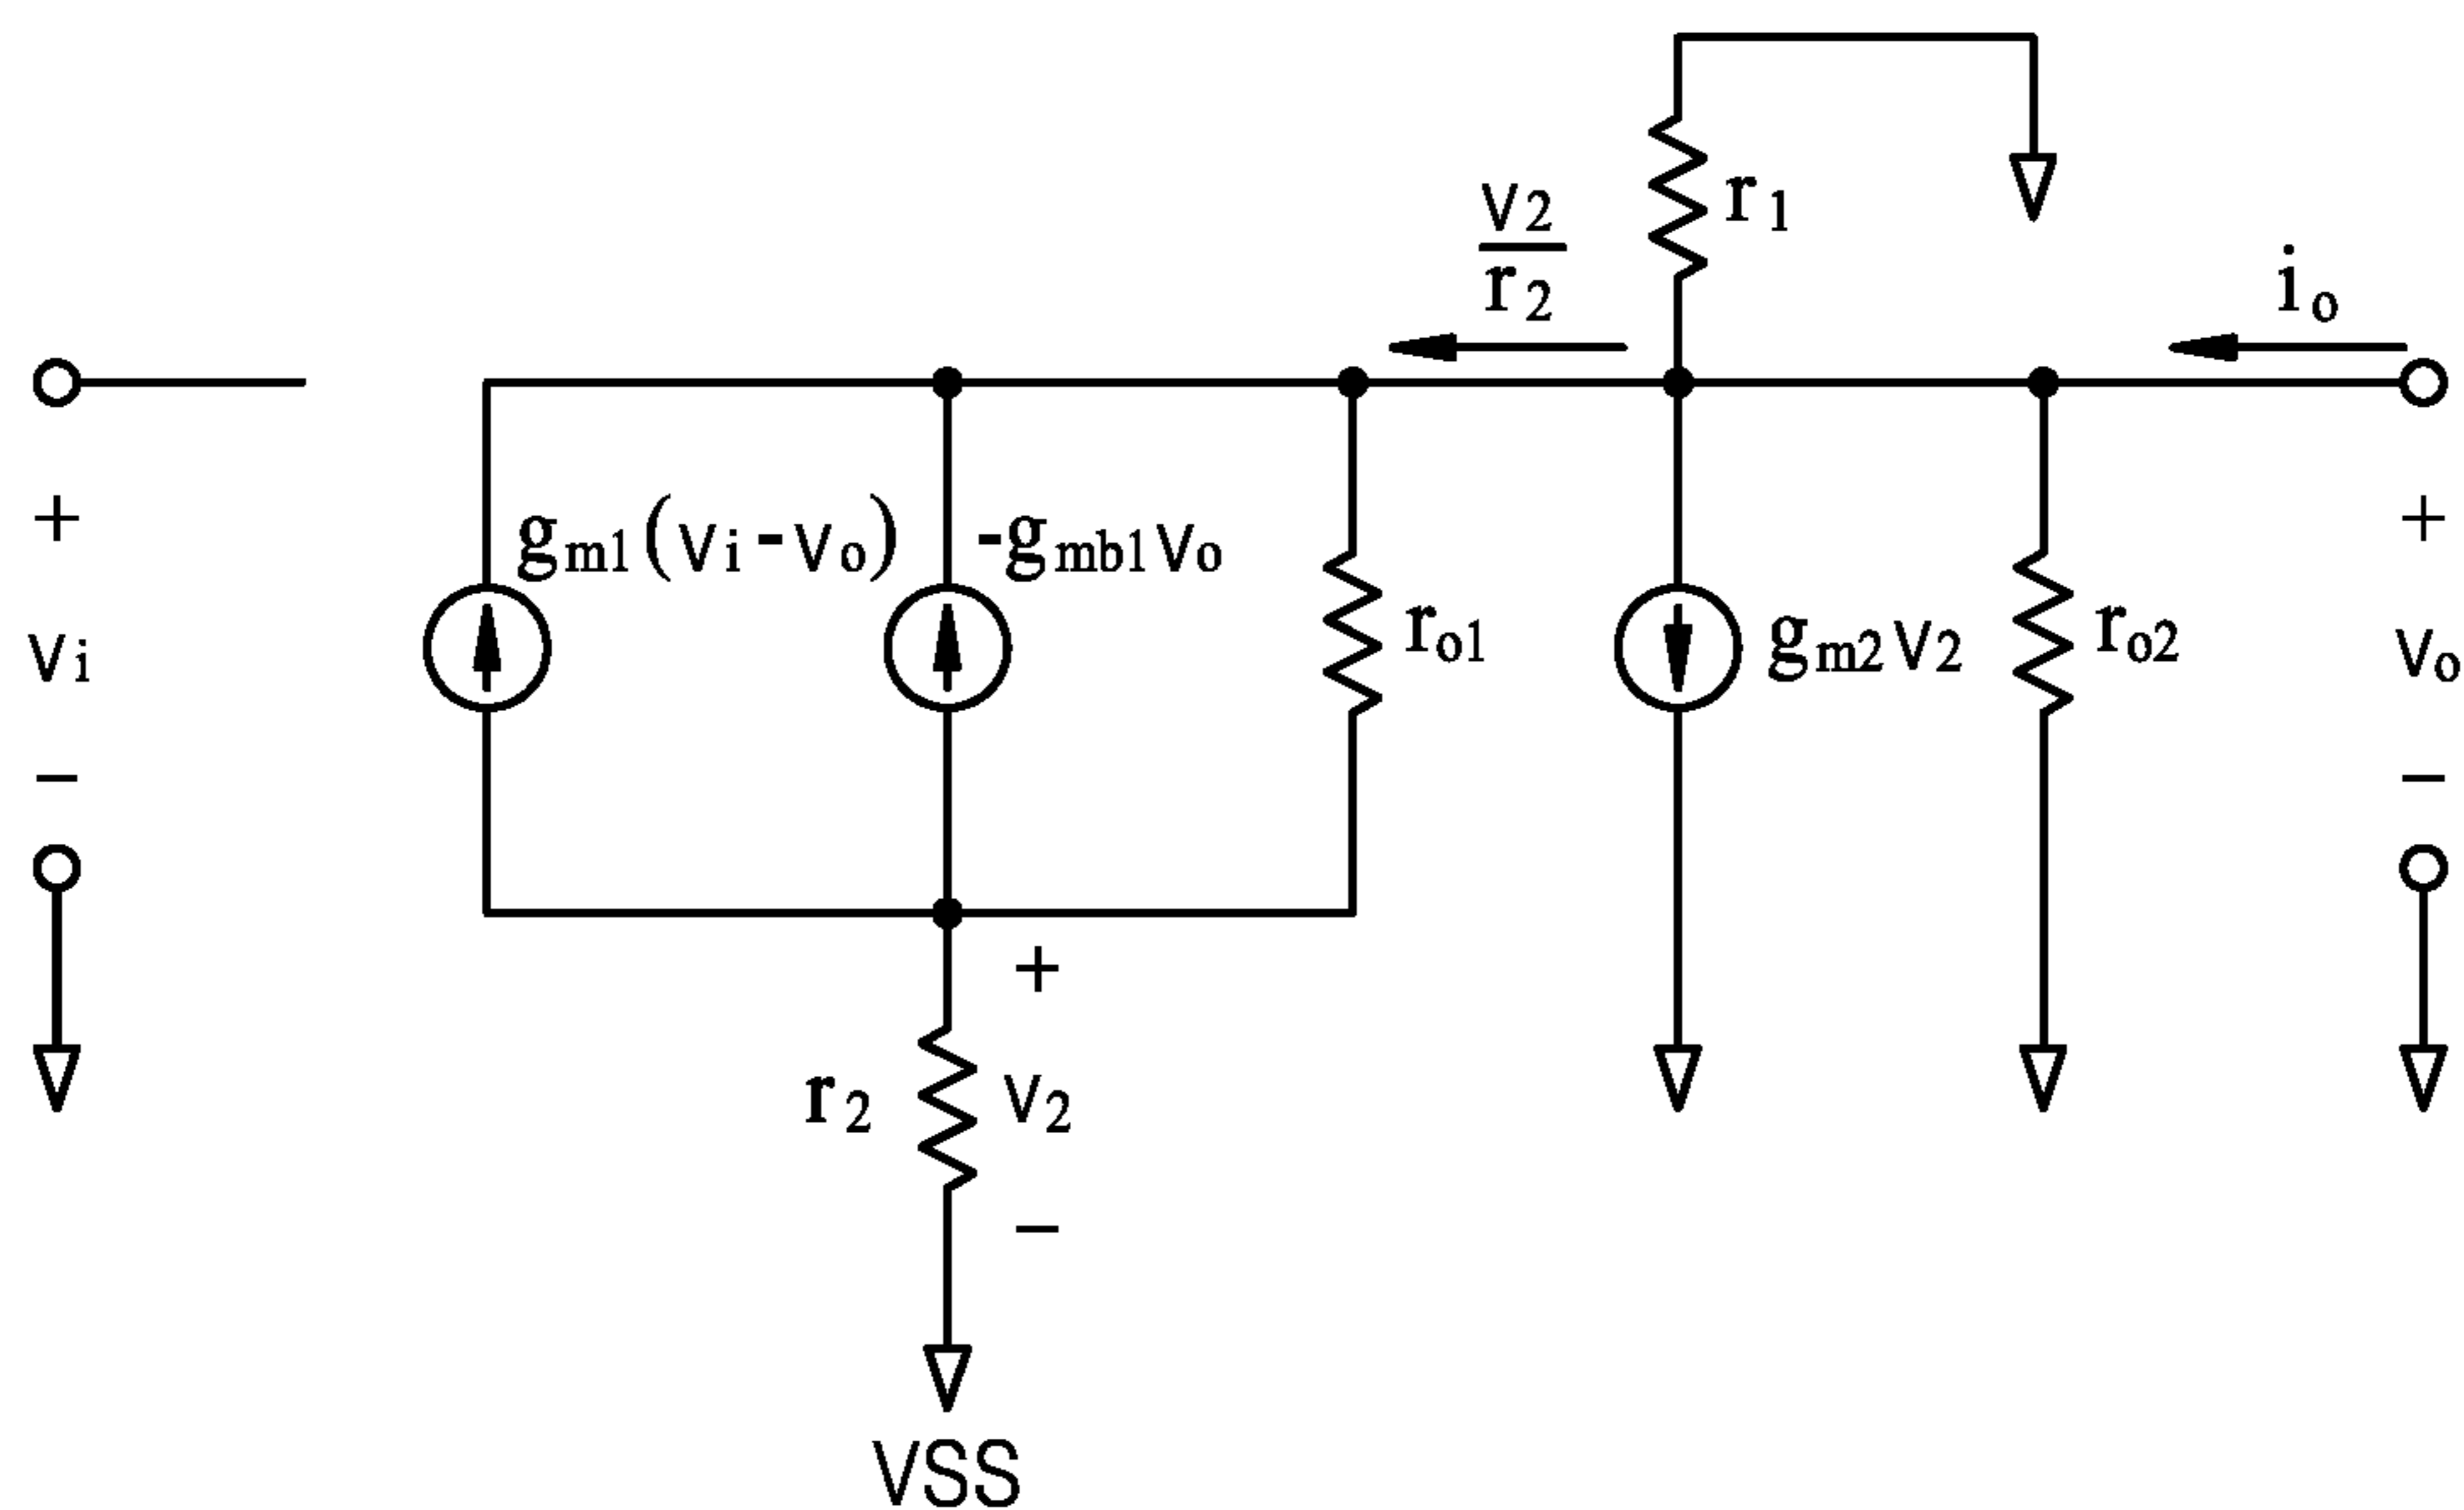 r1
v2
r2
io
+
+
gm1(vi-vo)
-gmb1vo
vi
ro1
gm2v2
ro2
vo
−
−
+
r2
v2
−
VSS